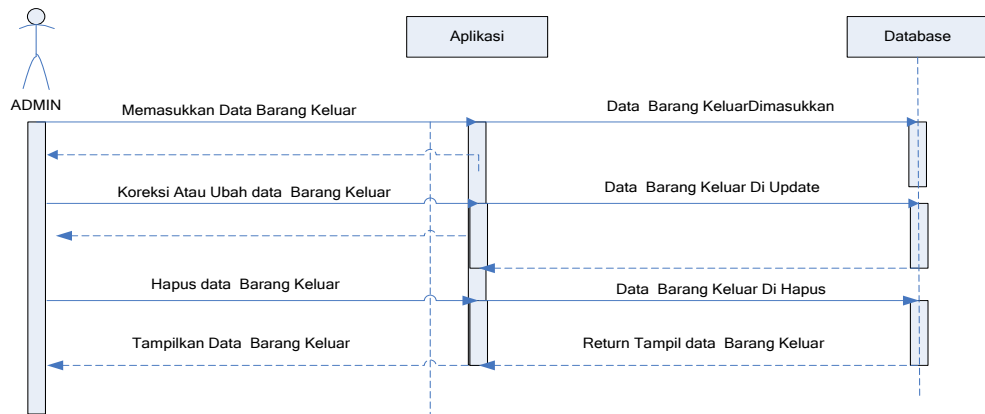 Aplikasi
Database
ADMIN
Memasukkan Data Barang Keluar
Data Barang KeluarDimasukkan
Koreksi Atau Ubah data Barang Keluar
Data Barang Keluar Di Update
Hapus data Barang Keluar
Data Barang Keluar Di Hapus
Tampilkan Data Barang Keluar
Return Tampil data Barang Keluar